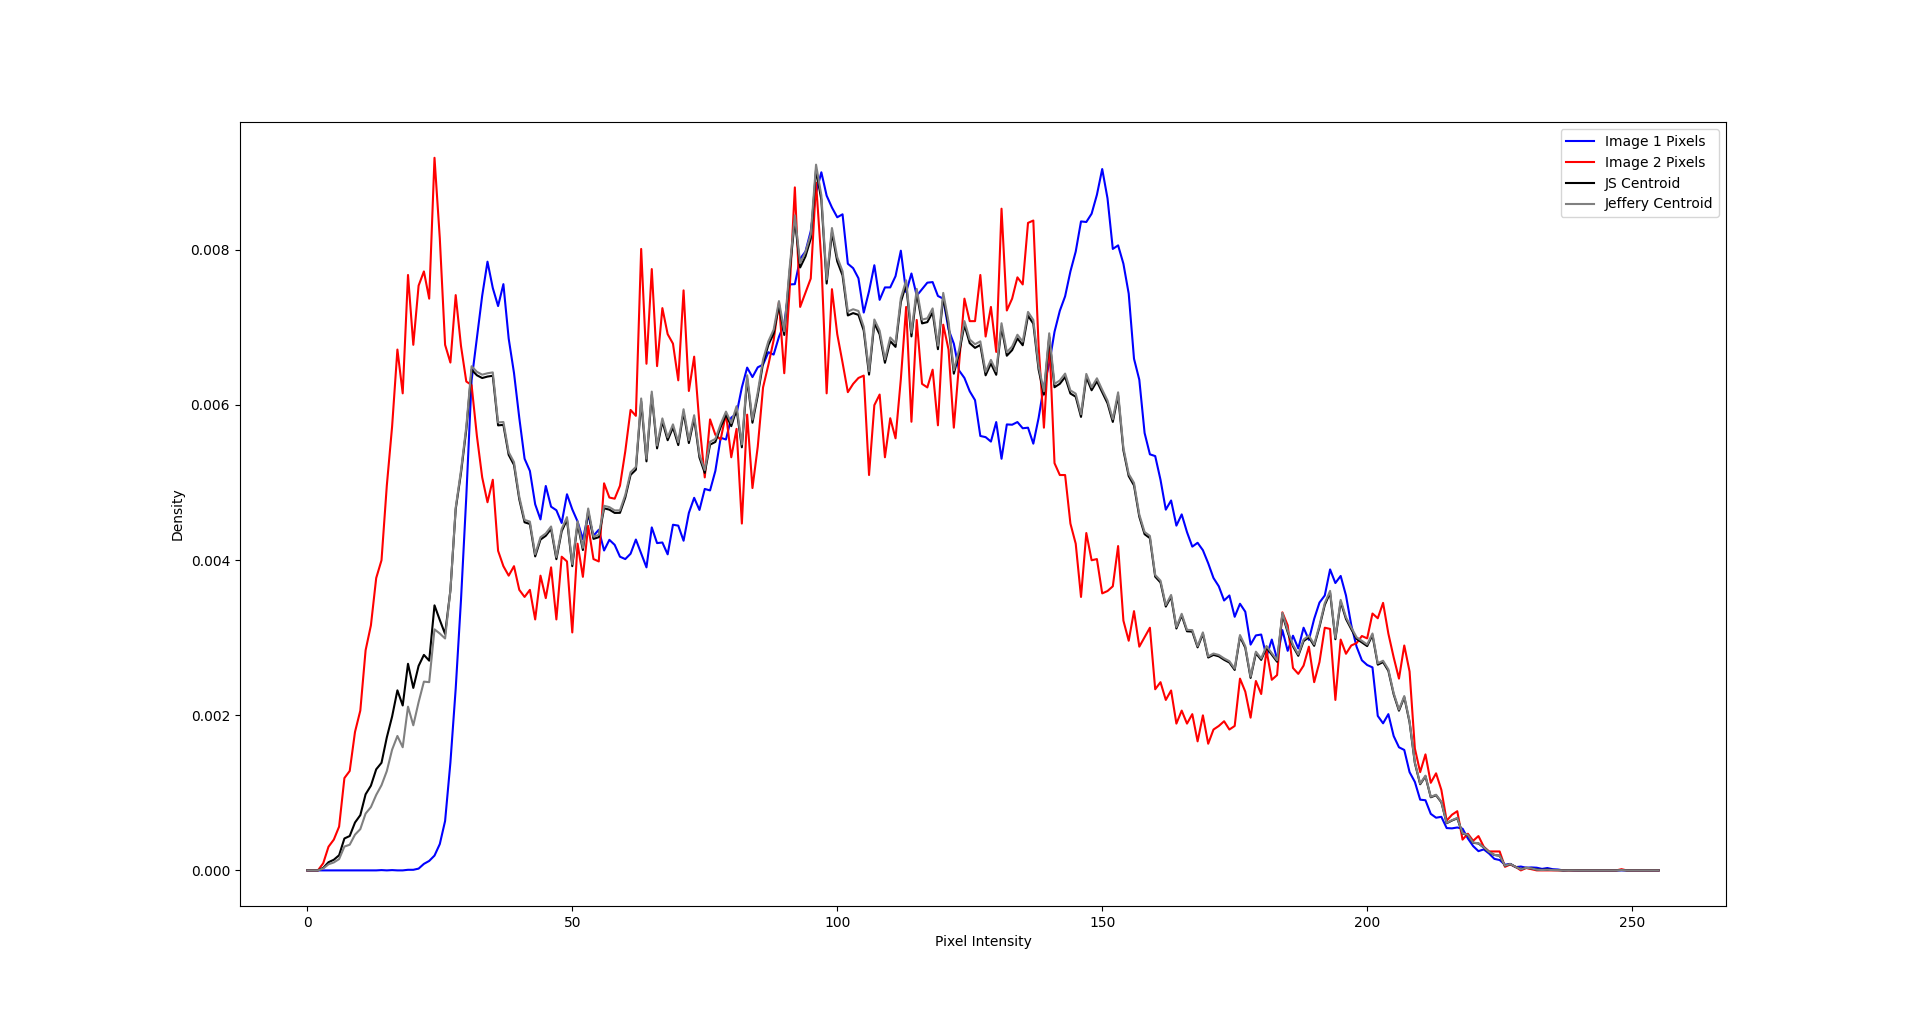 Image 1 Pixels
Image 2 Pixels
JS Centroid
Jeffery Centroid
Density
0.008
0.006
0.004
0.002
0.000
0 50 100 150 200 250
Pixel Intensity